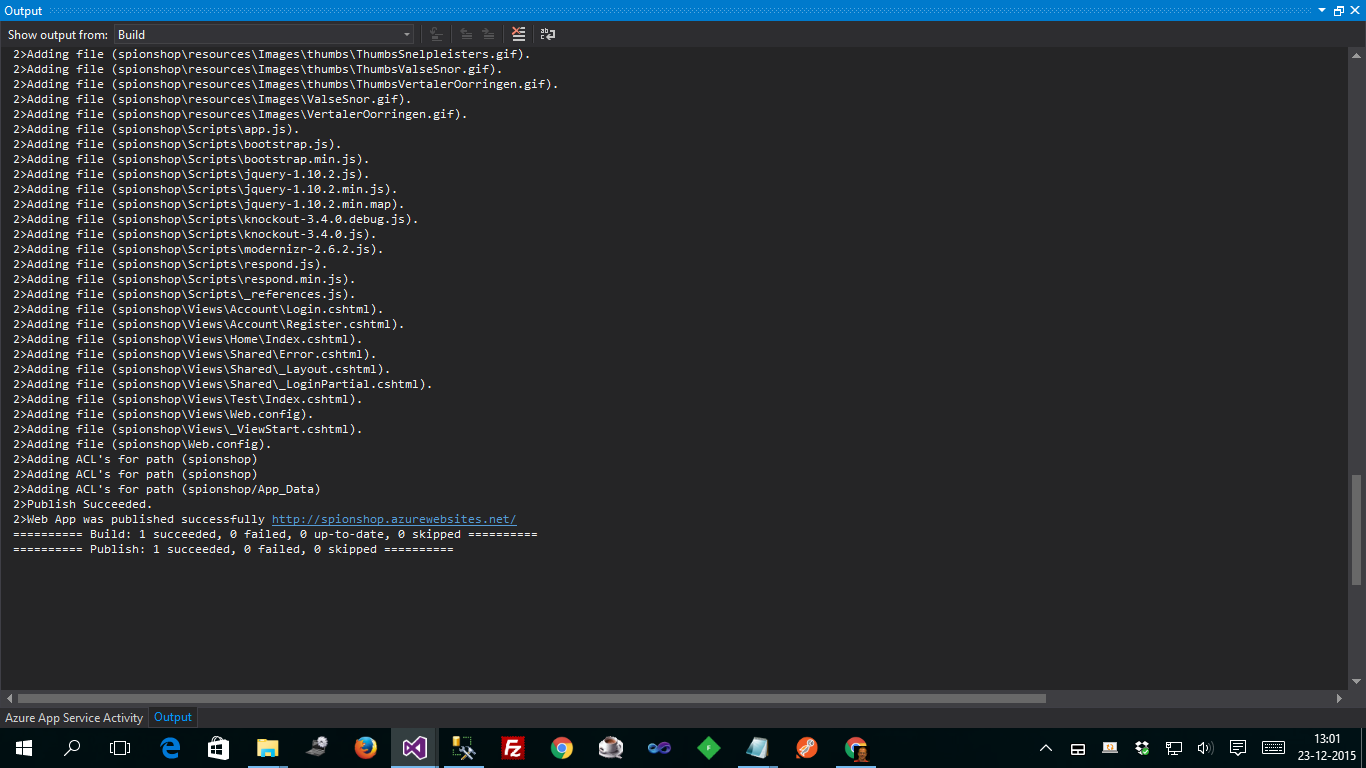 Output
Show output from: Build
2>Adding file (spionshop\resources\Images\thumbs\ThumbsSnelpleisters.gif).
2>Adding file (spionshop\resources\Images\thumbs\ThumbsValseSnor.gif).
2>Adding file (spionshop\resources\Images\thumbs\ThumbsVertalerOorringen.gif).
2>Adding file (spionshop\resources\Images\ValseSnor.gif).
2>Adding file (spionshop\resources\Images\VertalerOorringen.gif).
2>Adding file (spionshop\Scripts\app.js).
2>Adding file (spionshop\Scripts\bootstrap.js).
2>Adding file (spionshop\Scripts\bootstrap.min.js).
2>Adding file (spionshop\Scripts\jquery-1.10.2.js).
2>Adding file (spionshop\Scripts\jquery-1.10.2.min.js).
2>Adding file (spionshop\Scripts\jquery-1.10.2.min.map).
2>Adding file (spionshop\Scripts\knockout-3.4.0.debug.js).
2>Adding file (spionshop\Scripts\knockout-3.4.0.js).
2>Adding file (spionshop\Scripts\modernizr-2.6.2.js).
2>Adding file (spionshop\Scripts\respond.js).
2>Adding file (spionshop\Scripts\respond.min.js).
2>Adding file (spionshop\Scripts\_references.js).
2>Adding file (spionshop\Views\Account\Login.cshtml).
2>Adding file (spionshop\Views\Account\Register.cshtml).
2>Adding file (spionshop\Views\Home\Index.cshtml).
2>Adding file (spionshop\Views\Shared\Error.cshtml).
2>Adding file (spionshop\Views\Shared\_Layout.cshtml).
2>Adding file (spionshop\Views\Shared\_LoginPartial.cshtml).
2>Adding file (spionshop\Views\Test\Index.cshtml).
2>Adding file (spionshop\Views\Web.config).
2>Adding file (spionshop\Views\_ViewStart.cshtml).
2>Adding file (spionshop\Web.config).
2>Adding ACL's for path (spionshop)
2>Adding ACL's for path (spionshop)
2>Adding ACL's for path (spionshop/App_Data)
2>Publish Succeeded.
2>Web App was published successfully http://spionshop.azurewebsites.net/
========== Build: 1 succeeded, 0 failed, 0 up-to-date, 0 skipped ==========
========== Publish: 1 succeeded, 0 failed, 0 skipped ==========
Azure App Service Activity Output
13:01
23-12-2015